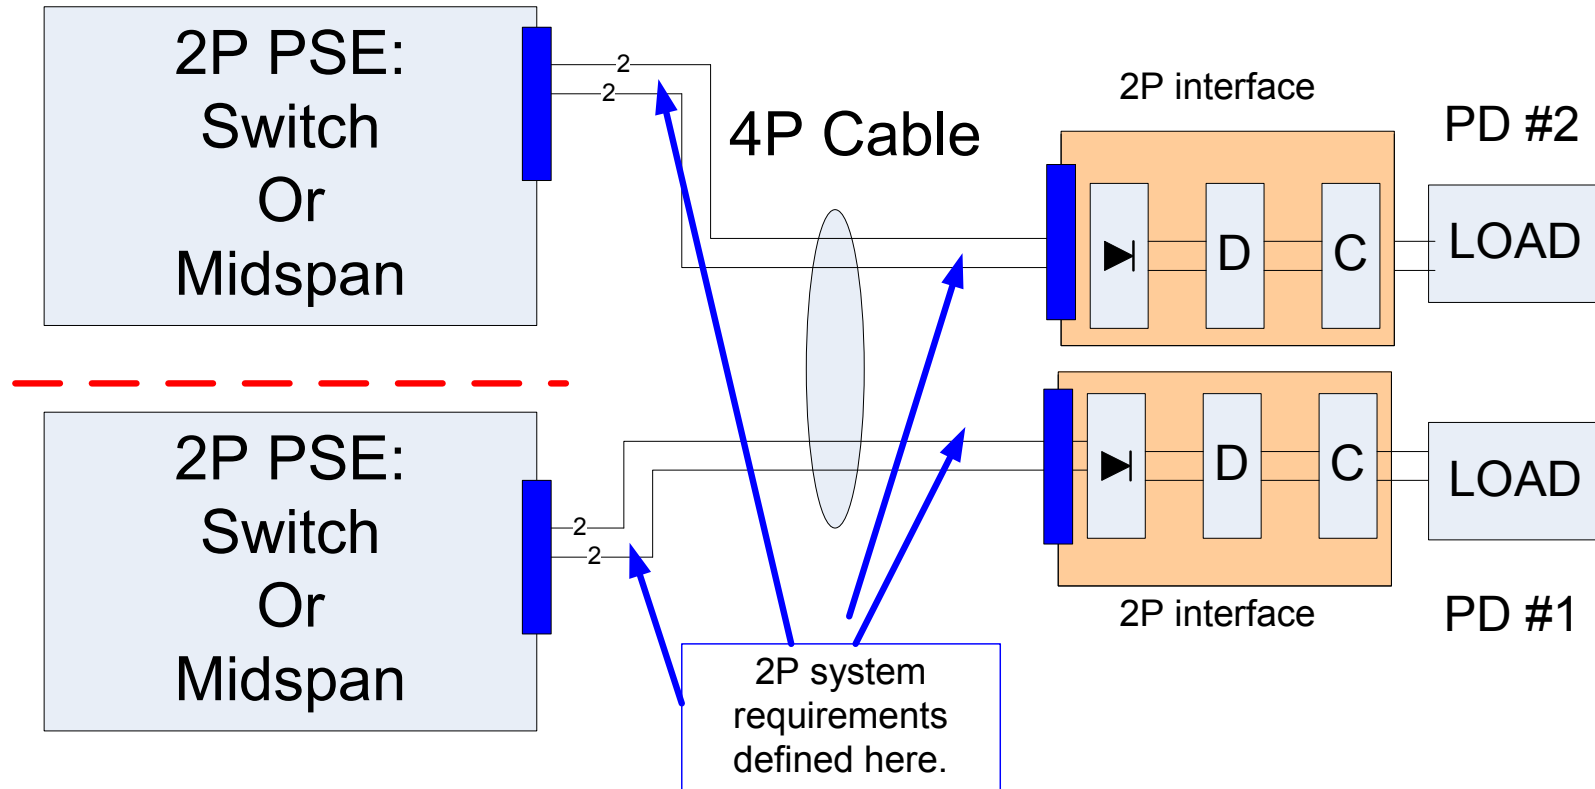 2P PSE:
Switch
Or
Midspan
2
2
4P Cable
2P interface
PD #2
D
C
LOAD
2P PSE:
Switch
Or
Midspan
2
2
D
C
LOAD
2P interface
PD #1
2P system
requirements
defined here.